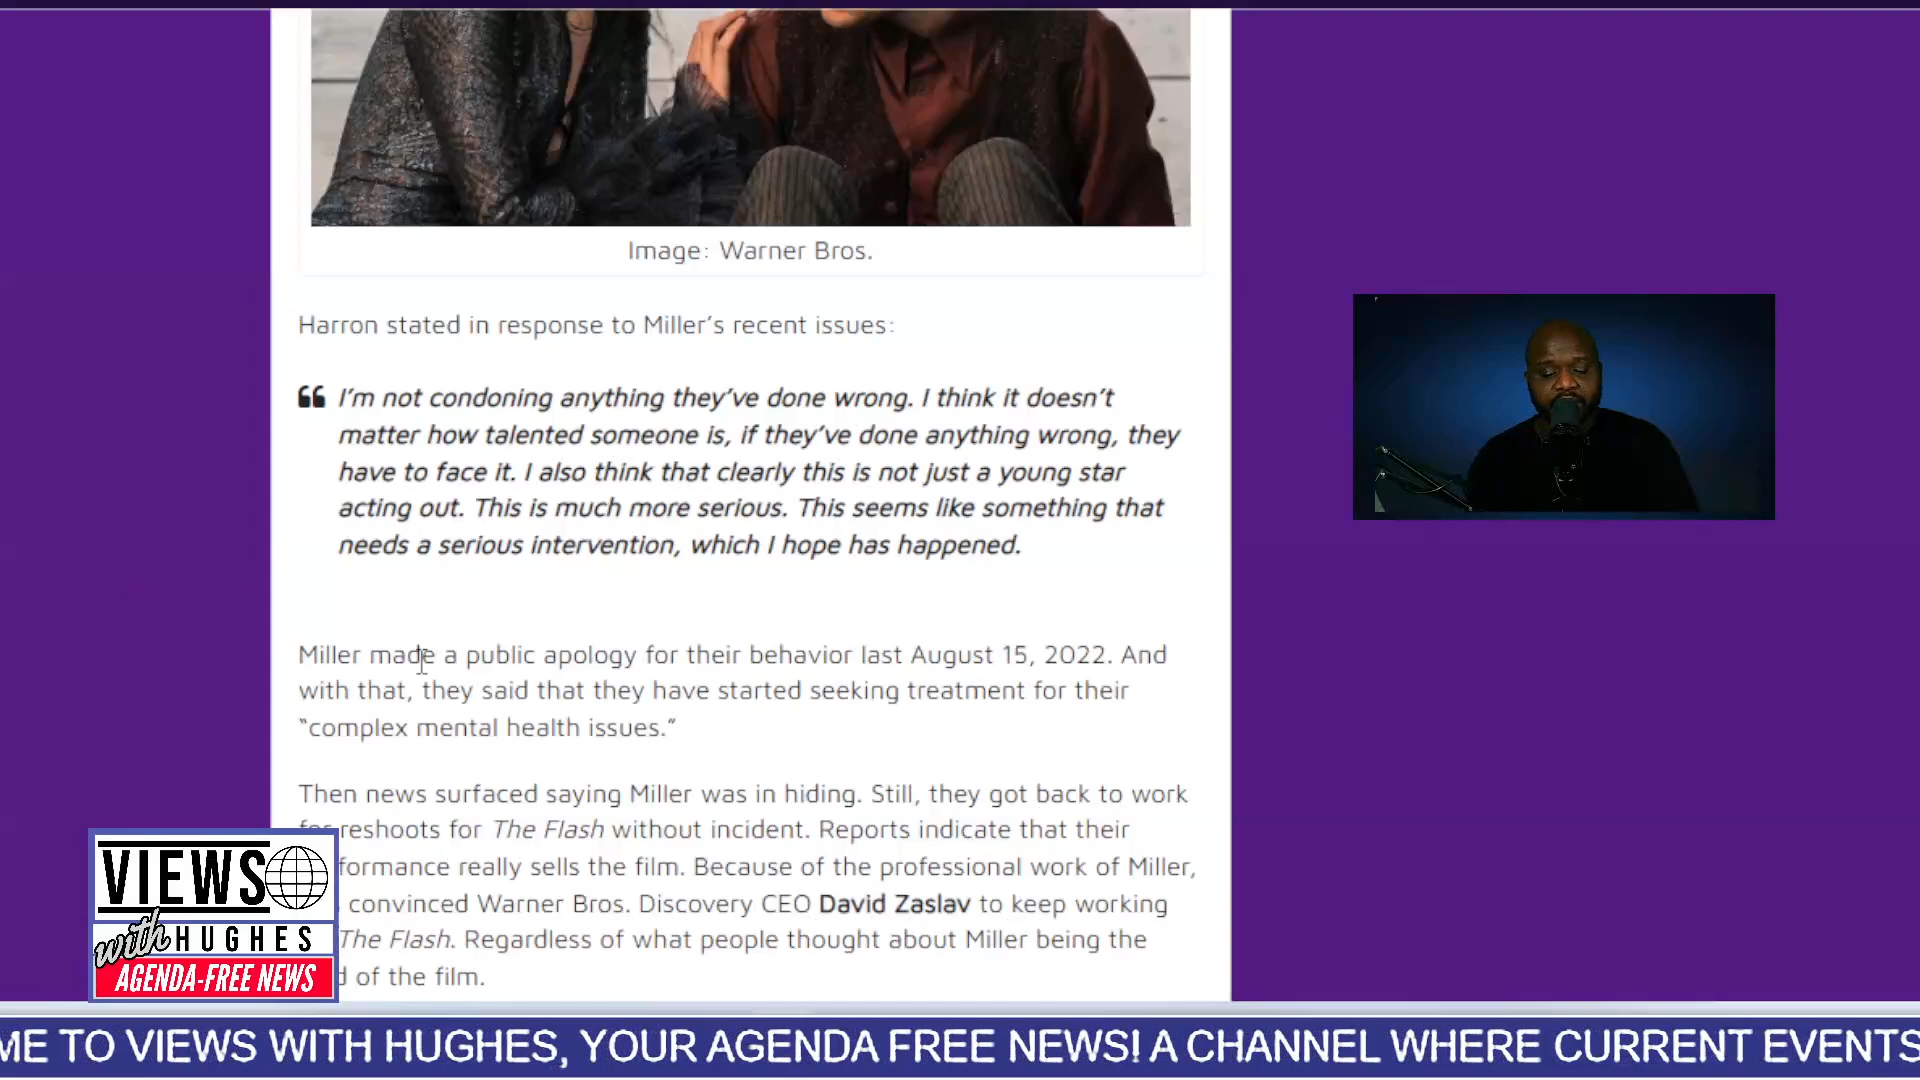 Image: Warner Bros.
Harron stated in response to Miller's recent issues:
“ I'm not condoning anything they've done wrong. I think it doesn't
matter how talented someone is, if they've done anything wrong, they
have to face it. I also think that clearly this is not just a young star
acting out. This is much more serious. This seems like something that
needs a serious intervention, which I hope has happened.
Miller made a public apology for their behavior last August 15, 2022. And
with that, they said that they have started seeking treatment for their
“complex mental health issues.”
Then news surfaced saying Miller was in hiding. Still, they got back to work
reshoots for The Flash without incident. Reports indicate that their
formance really sells the film. Because of the professional work of Miller,
convinced Warner Bros. Discovery CEO David Zaslav to keep working
The Flash. Regardless of what people thought about Miller being the
d of the film.
VIEWS
with HUGHES
AGENDA-FREE NEWS
ME TO VIEWS WITH HUGHES, YOUR AGENDA FREE NEWS! A CHANNEL WHERE CURRENT EVENTS